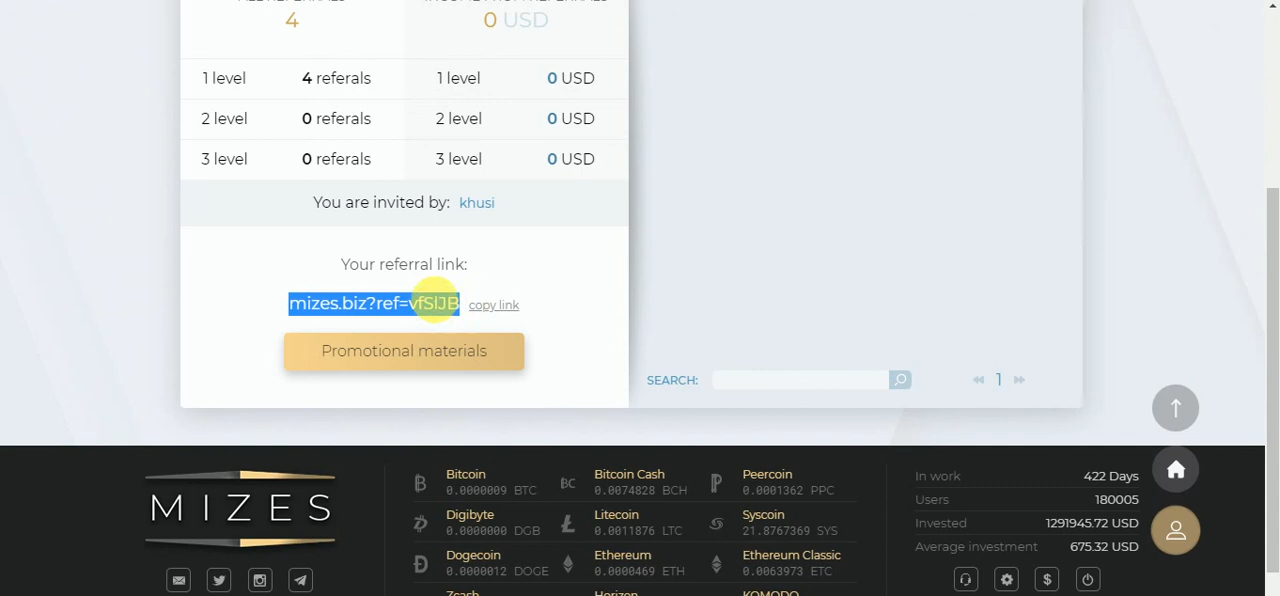 4
0 USD
1 level 4 referals 1 level 0 USD
2 level 0 referals 2 level 0 USD
3 level 0 referals 3 level 0 USD
You are invited by: khusi
Your referral link:
mizes.biz?ref=vfSlJB copy link
Promotional materials
SEARCH: 1
MIZES
Bitcoin
0.0000009 BTC
Bitcoin Cash
0.0074828 BCH
Peercoin
0.0001362 PPC
Digibyte
0.0000000 DGB
Litecoin
0.0011876 LTC
Syscoin
21.8767369 SYS
Dogecoin
0.0000012 DOGE
Ethereum
0.0000469 ETH
Ethereum Classic
0.0063973 ETC
In work 422 Days
Users 180005
Invested 1291945.72 USD
Average investment 675.32 USD